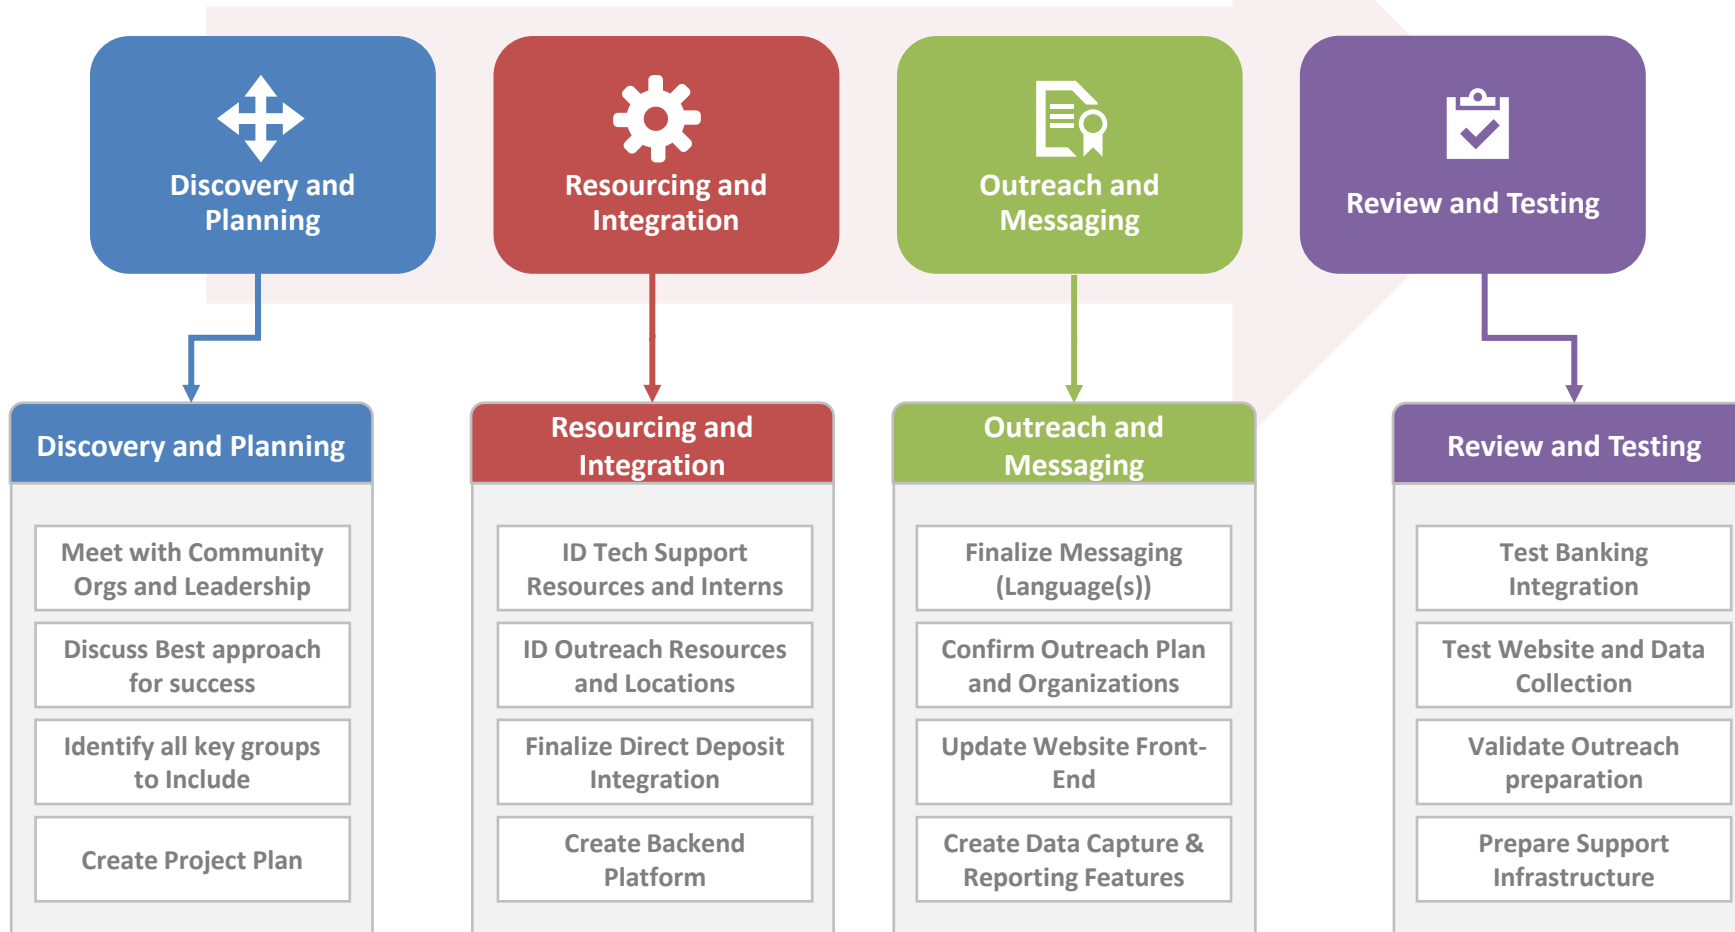 Discovery and
Planning
Resourcing and
Integration
Outreach and
Messaging
Review and Testing
Discovery and Planning
Meet with Community
Orgs and Leadership
Discuss Best approach
for success
Identify all key groups
to Include
Create Project Plan
Resourcing and
Integration
ID Tech Support
Resources and Interns
ID Outreach Resources
and Locations
Finalize Direct Deposit
Integration
Create Backend
Platform
Outreach and
Messaging
Finalize Messaging
(Language(s))
Confirm Outreach Plan
and Organizations
Update Website Front-
End
Create Data Capture &
Reporting Features
Review and Testing
Test Banking
Integration
Test Website and Data
Collection
Validate Outreach
preparation
Prepare Support
Infrastructure